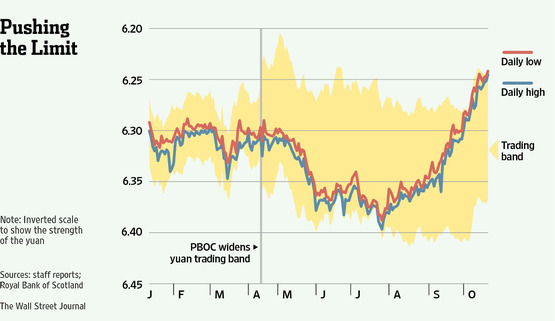 Pushing
the Limit
6.20
6.25
6.30
6.35
6.40
6.45
J F M A M J J A S O
Daily low
Daily high
Trading
band
PBOC widens
yuan trading band
Note: Inverted scale
to show the strength
of the yuan
Sources: staff reports;
Royal Bank of Scotland
The Wall Street Journal